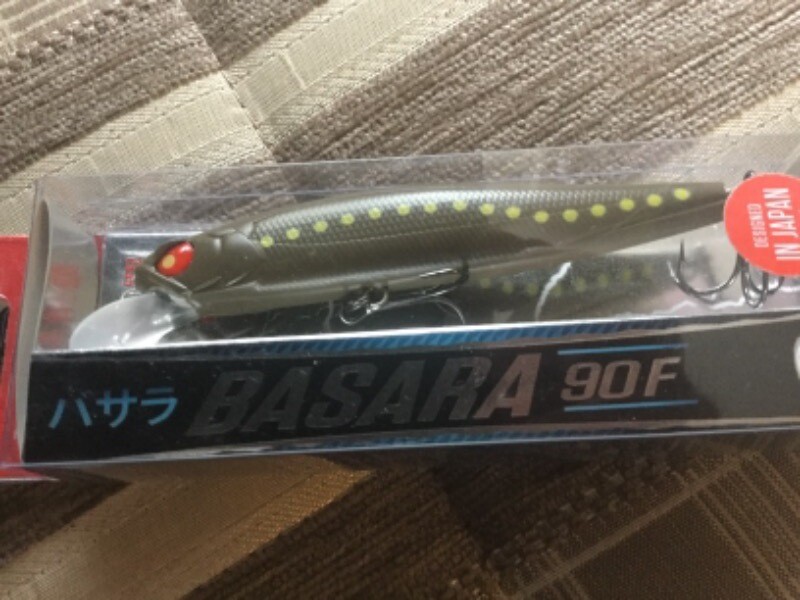 DESIGNED
IN JAPAN
バサラ BASARA 90F